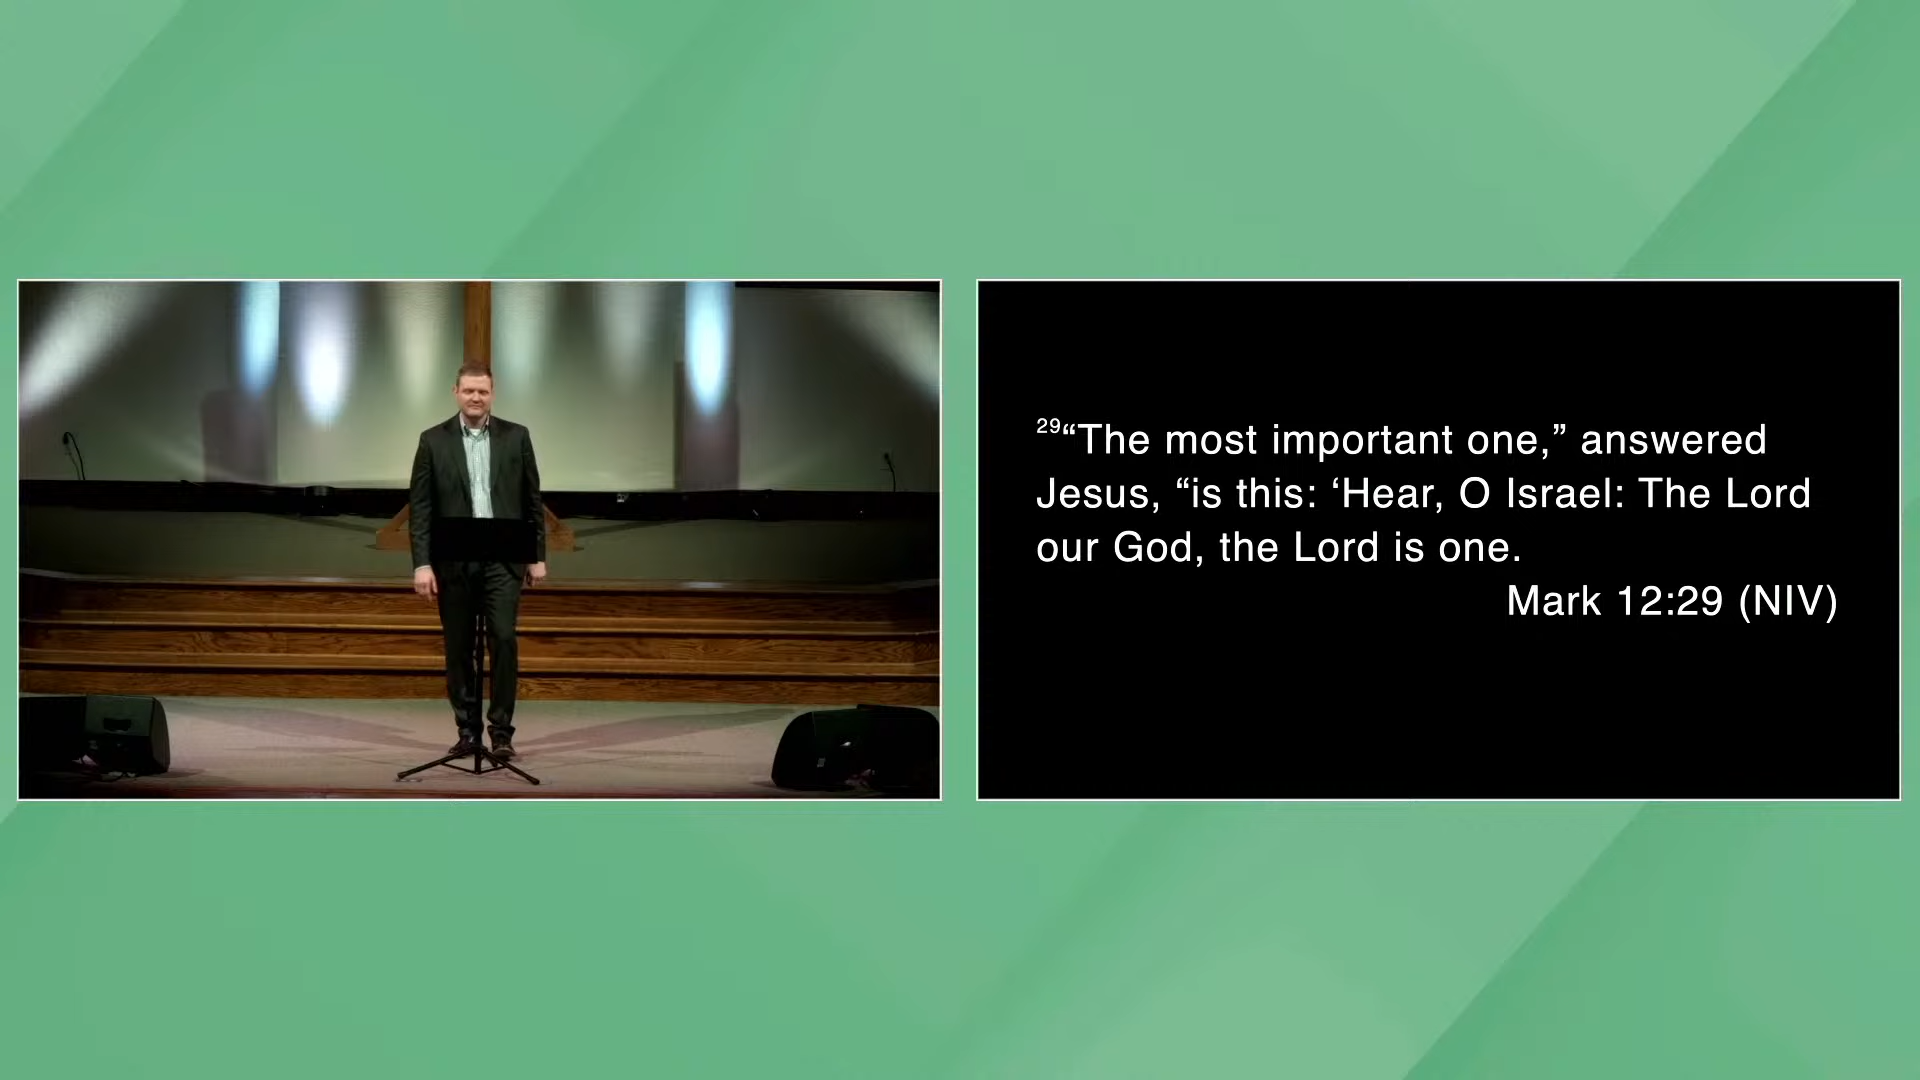 29“The most important one,” answered
Jesus, “is this: ‘Hear, O Israel: The Lord
our God, the Lord is one.
Mark 12:29 (NIV)